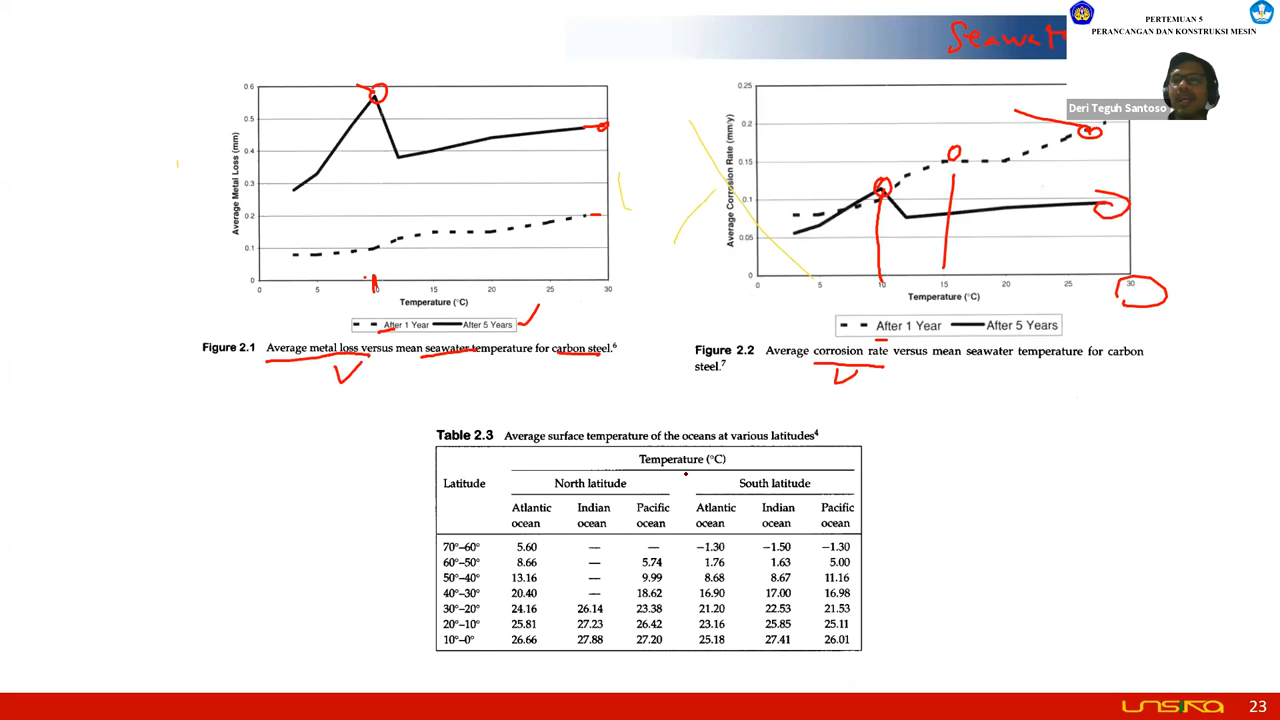 PERTEMUAN 5
PERANCANGAN DAN KONSTRUKSI MESIN
Seawat
Deri Teguh Santoso
Average Metal Loss (mm)
0.6
0.5
0.4
0.3
0.2
0.1
0
0 5 10 15 20 25 30
Temperature (°C)
After 1 Year After 5 Years
Figure 2.1 Average metal loss versus mean seawater temperature for carbon steel.6
Average Corrosion Rate (mm/y)
0.25
0.2
0.15
0.1
0.05
0
0 5 10 15 20 25 30
Temperature (°C)
After 1 Year After 5 Years
Figure 2.2 Average corrosion rate versus mean seawater temperature for carbon
steel.7
Table 2.3 Average surface temperature of the oceans at various latitudes4
Temperature (°C)
Latitude North latitude South latitude
Atlantic Indian Pacific Atlantic Indian Pacific
ocean ocean ocean ocean ocean ocean
70°–60° 5.60 — — −1.30 −1.50 −1.30
60°–50° 8.66 — 5.74 1.76 1.63 5.00
50°–40° 13.16 — 9.99 8.68 8.67 11.16
40°–30° 20.40 — 18.62 16.90 17.00 16.98
30°–20° 24.16 26.14 23.38 21.20 22.53 21.53
20°–10° 25.81 27.23 26.42 23.16 25.85 25.11
10°–0° 26.66 27.88 27.20 25.18 27.41 26.01
unsika 23